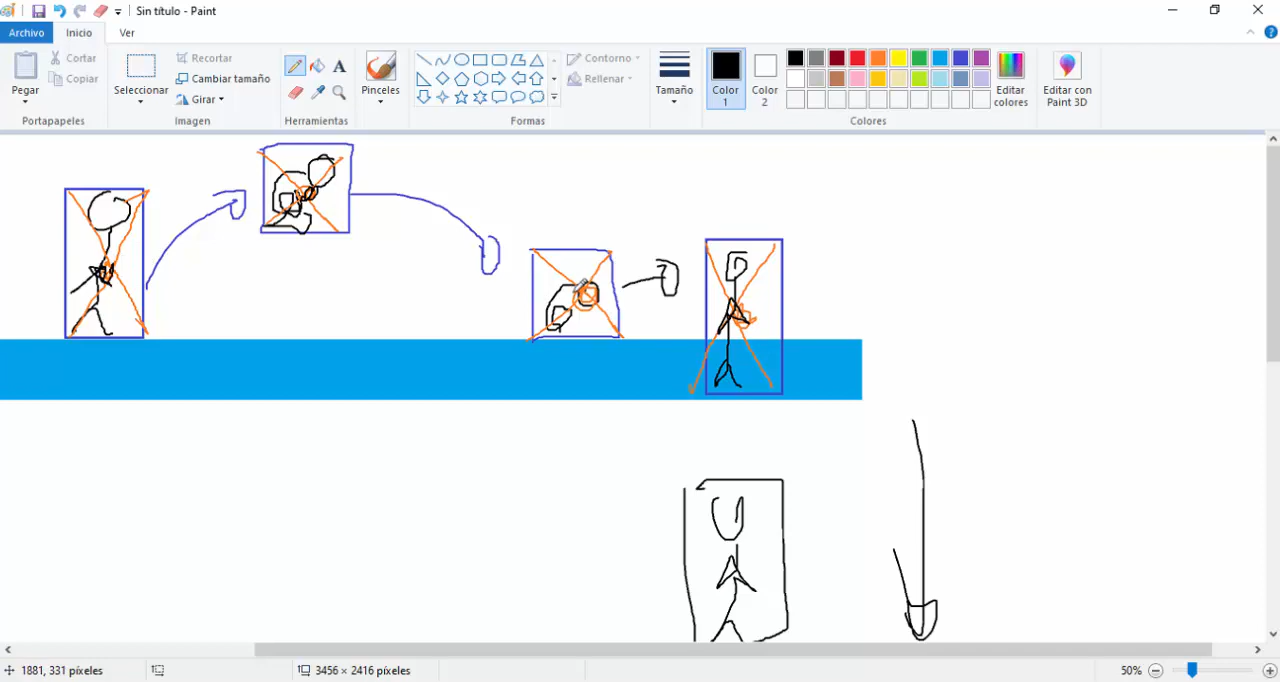 Sin título - Paint
Archivo Inicio Ver
Pegar
Cortar
Copiar
Portapapeles
Seleccionar
Recortar
Cambiar tamaño
Girar
Imagen
A
Herramientas
Pinceles
Contorno
Rellenar
Formas
Tamaño
Color
1
Color
2
Editar
colores
Colores
Editar con
Paint 3D
1881, 331 píxeles
3456 × 2416 píxeles
50%